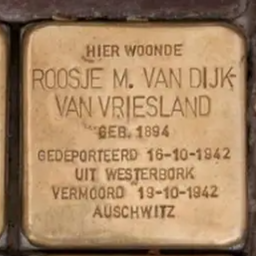 HIER WOONDE
ROOSJE M. VAN DIJK-
VAN VRIESLAND
GEB. 1894
GEDEPORTEERD 16-10-1942
UIT WESTERBORK
VERMOORD 19-10-1942
AUSCHWITZ